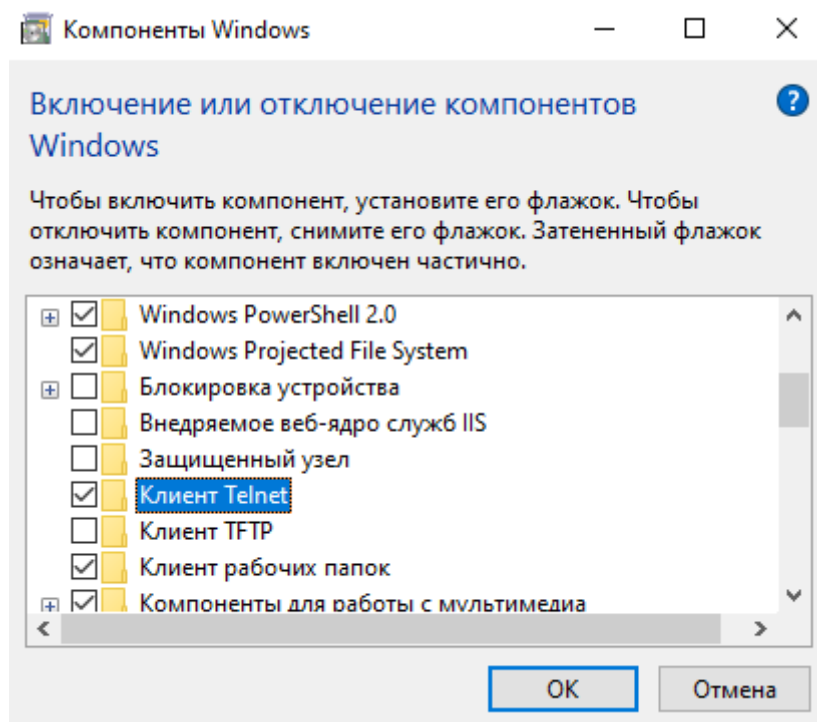 Компоненты Windows
Включение или отключение компонентов
Windows
?
Чтобы включить компонент, установите его флажок. Чтобы
отключить компонент, снимите его флажок. Затененный флажок
означает, что компонент включен частично.
Windows PowerShell 2.0
Windows Projected File System
Блокировка устройства
Внедряемое веб-ядро служб IIS
Защищенный узел
Клиент Telnet
Клиент TFTP
Клиент рабочих папок
Компоненты для работы с мультимедиа
ОК
Отмена